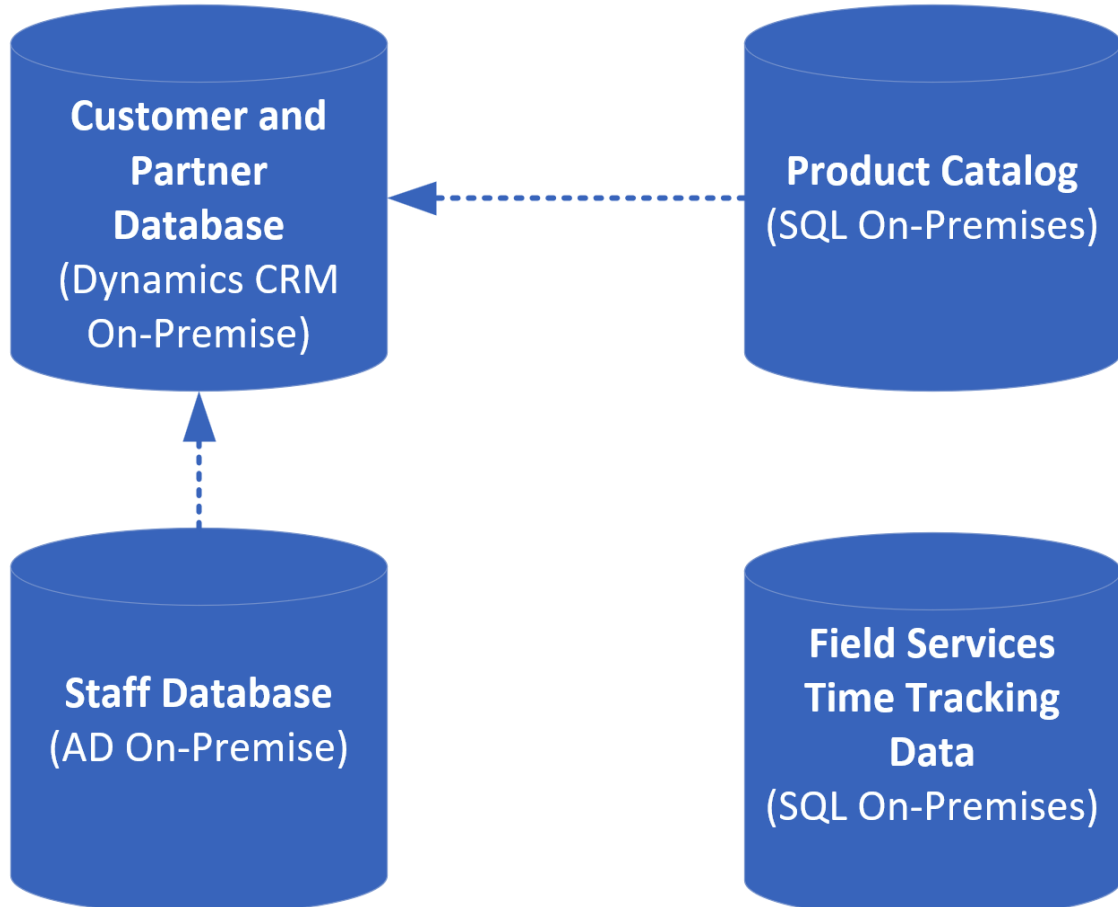 Customer and
Partner
Database
(Dynamics CRM
On-Premise)
Product Catalog
(SQL On-Premises)
Staff Database
(AD On-Premise)
Field Services
Time Tracking
Data
(SQL On-Premises)